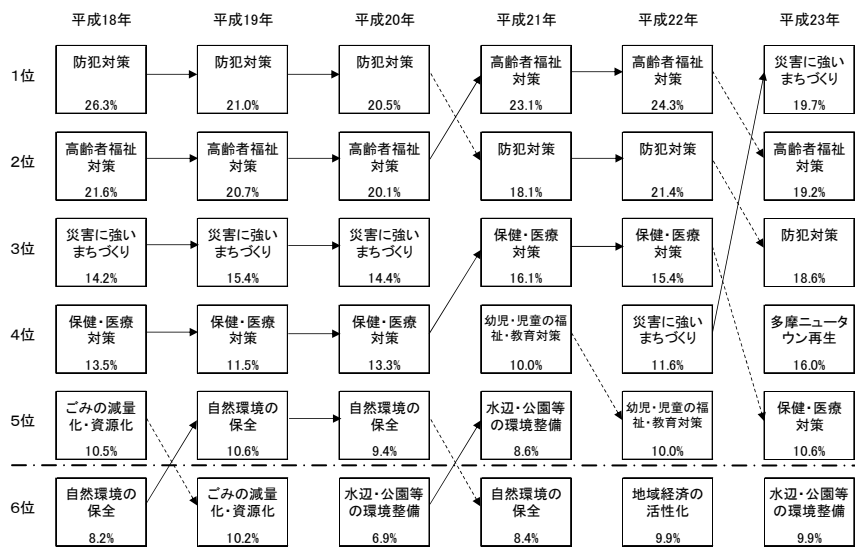 平成18年 平成19年 平成20年 平成21年 平成22年 平成23年
1位
防犯対策
26.3%
防犯対策
21.0%
防犯対策
20.5%
高齢者福祉
対策
23.1%
高齢者福祉
対策
24.3%
災害に強い
まちづくり
19.7%
2位
高齢者福祉
対策
21.6%
高齢者福祉
対策
20.7%
高齢者福祉
対策
20.1%
防犯対策
18.1%
防犯対策
21.4%
高齢者福祉
対策
19.2%
3位
災害に強い
まちづくり
14.2%
災害に強い
まちづくり
15.4%
災害に強い
まちづくり
14.4%
保健・医療
対策
16.1%
保健・医療
対策
15.4%
防犯対策
18.6%
4位
保健・医療
対策
13.5%
保健・医療
対策
11.5%
保健・医療
対策
13.3%
幼児・児童の福
祉・教育対策
10.0%
災害に強い
まちづくり
11.6%
多摩ニュータ
ウン再生
16.0%
5位
ごみの減量
化・資源化
10.5%
自然環境の
保全
10.6%
自然環境の
保全
9.4%
水辺・公園等
の環境整備
8.6%
幼児・児童の福
祉・教育対策
10.0%
保健・医療
対策
10.6%
6位
自然環境の
保全
8.2%
ごみの減量
化・資源化
10.2%
水辺・公園等
の環境整備
6.9%
自然環境の
保全
8.4%
地域経済の
活性化
9.9%
水辺・公園等
の環境整備
9.9%